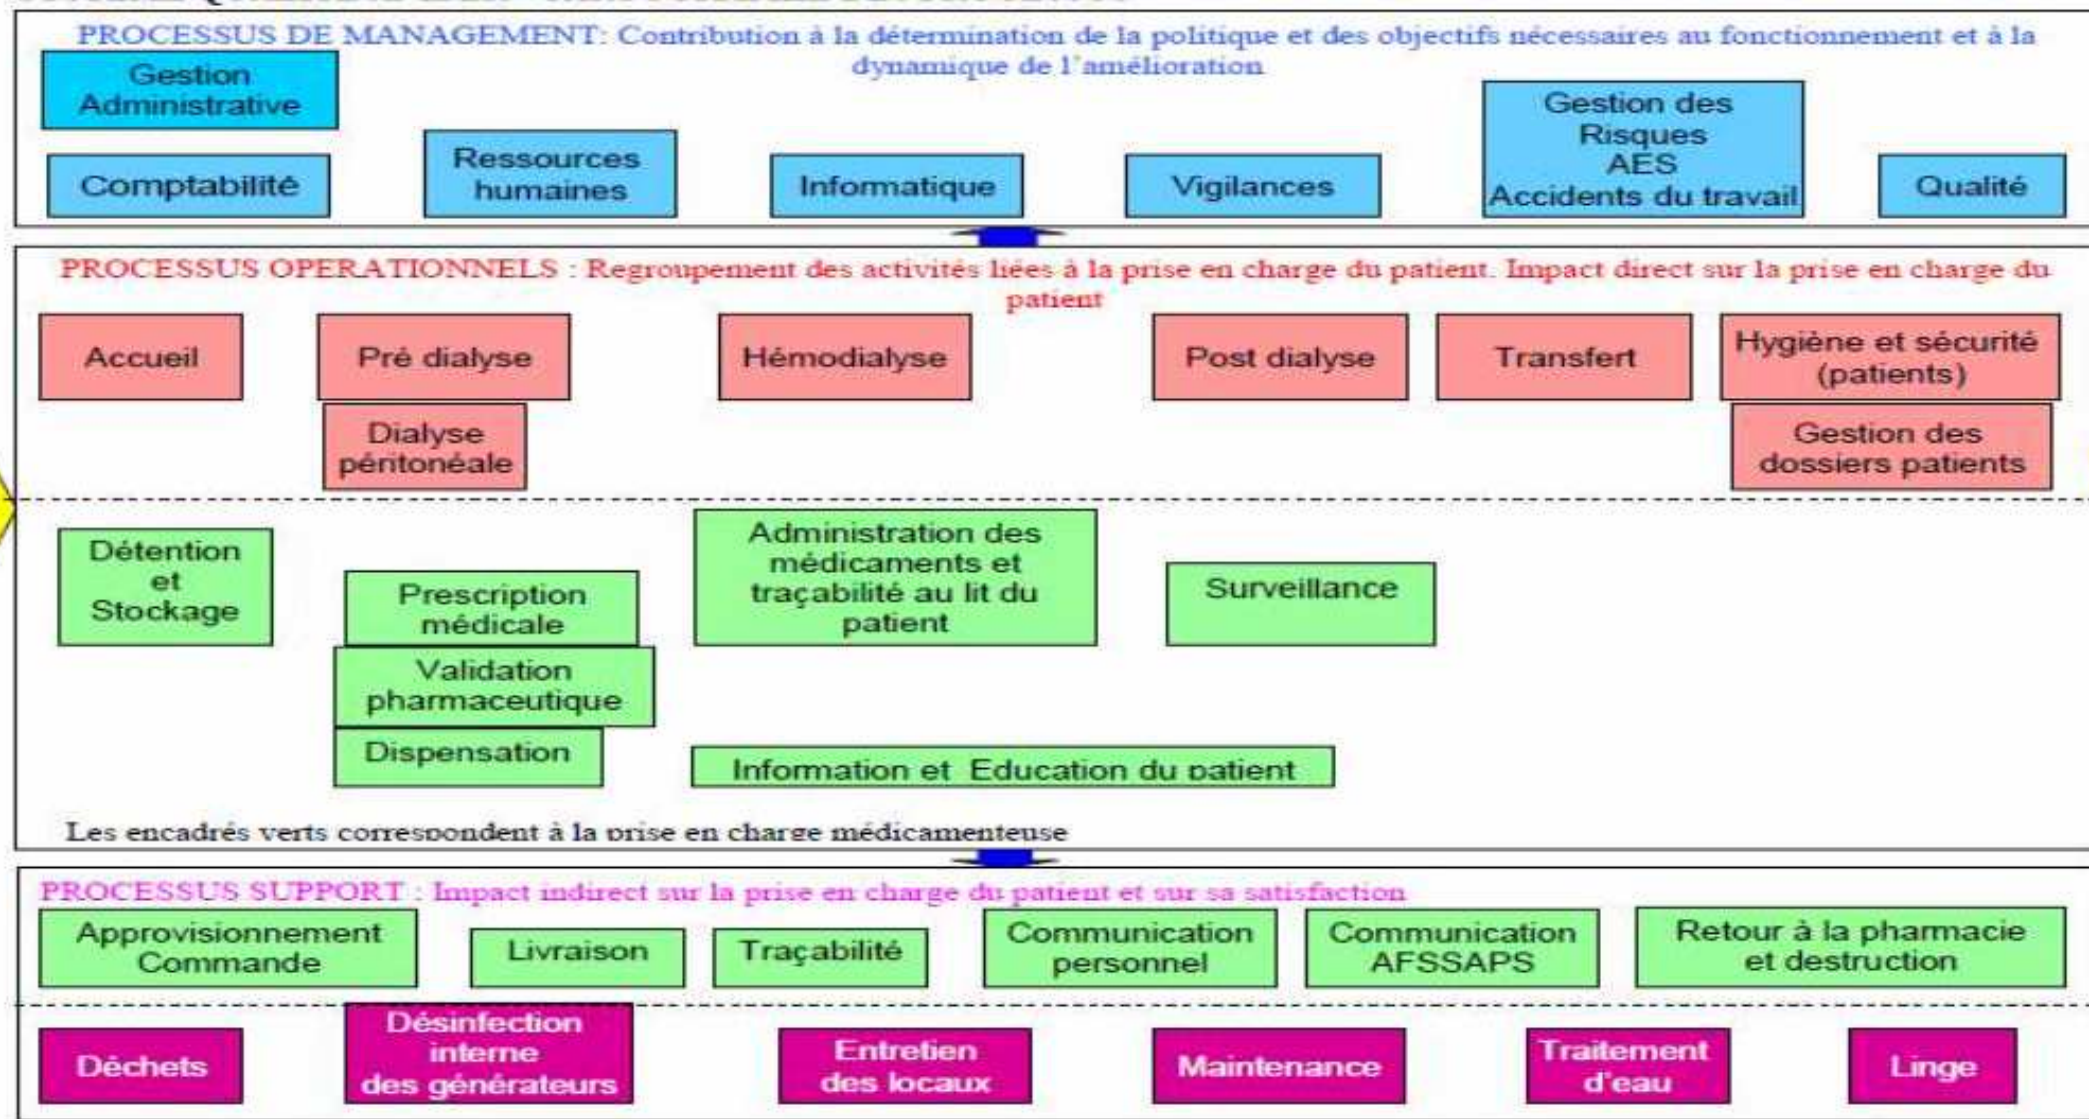 PROCESSUS DE MANAGEMENT: Contribution à la détermination de la politique et des objectifs nécessaires au fonctionnement et à la
dynamique de l'amélioration
Gestion
Administrative
Comptabilité
Ressources
humaines
Informatique
Vigilances
Gestion des
Risques
AES
Accidents du travail
Qualité
PROCESSUS OPERATIONNELS : Regroupement des activités liées à la prise en charge du patient. Impact direct sur la prise en charge du
patient
Accueil
Pré dialyse
Hémodialyse
Post dialyse
Transfert
Hygiène et sécurité
(patients)
Dialyse
péritonéale
Gestion des
dossiers patients
Détention
et
Stockage
Prescription
médicale
Validation
pharmaceutique
Dispensation
Administration des
médicaments et
traçabilité au lit du
patient
Surveillance
Information et Education du patient
Les encadrés verts correspondent à la prise en charge médicamenteuse
PROCESSUS SUPPORT : Impact indirect sur la prise en charge du patient et sur sa satisfaction
Approvisionnement
Commande
Livraison
Traçabilité
Communication
personnel
Communication
AFSSAPS
Retour à la pharmacie
et destruction
Déchets
Désinfection
interne
des générateurs
Entretien
des locaux
Maintenance
Traitement
d'eau
Linge